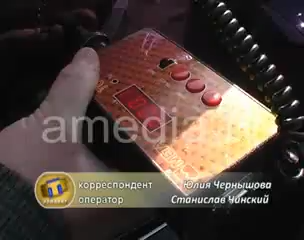 amedia
корреспондент Юлия Чернышова
оператор Станислав Чинский